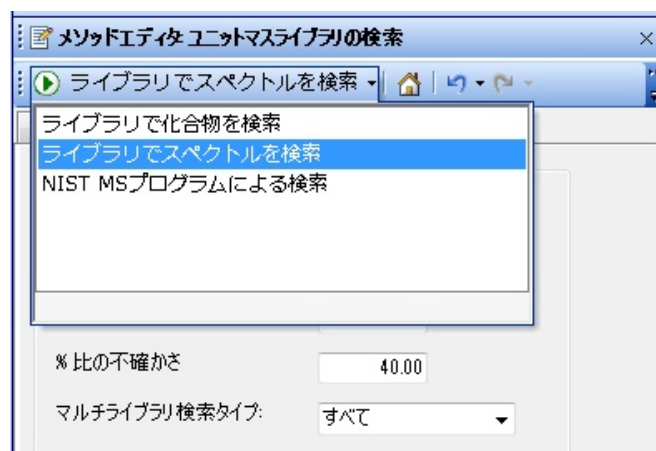 メソッドエディタ: ユニットマスライブラリの検索
ライブラリでスペクトルを検索
ライブラリで化合物を検索
ライブラリでスペクトルを検索
NIST MSプログラムによる検索
% 比の不確かさ 40.00
マルチライブラリ検索タイプ: すべて